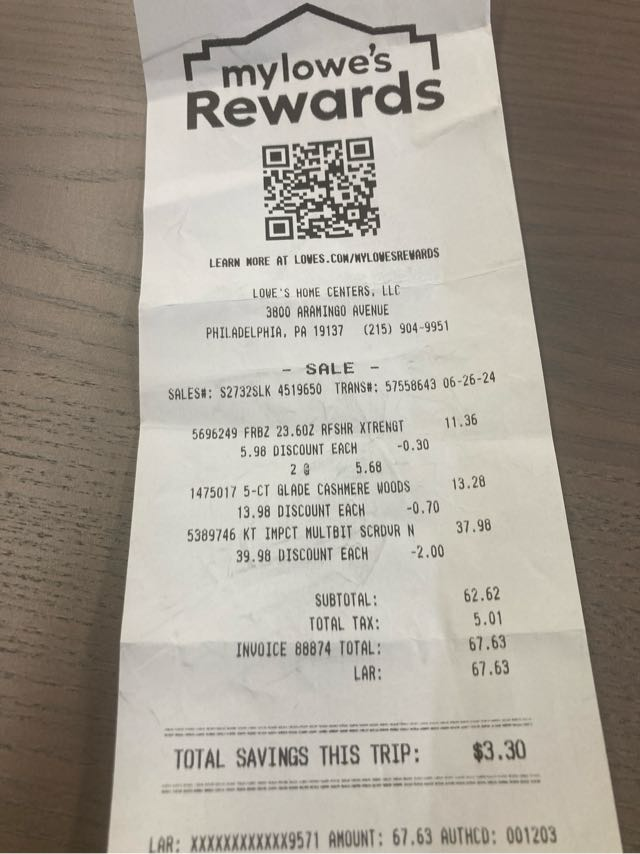 mylowe's
Rewards
LEARN MORE AT LOWES.COM/MYLOWESREWARDS
LOWE'S HOME CENTERS, LLC
3800 ARAMINGO AVENUE
PHILADELPHIA, PA 19137 (215) 904-9951
- SALE -
SALES#: S2732SLK 4519650 TRANS#: 57558643 06-26-24
5696249 FRBZ 23.6OZ RFSHR XTRENGT 11.36
5.98 DISCOUNT EACH -0.30
2 @ 5.68
1475017 5-CT GLADE CASHMERE WOODS 13.28
13.98 DISCOUNT EACH -0.70
5389746 KT IMPCT MULTBIT SCRDVR N 37.98
39.98 DISCOUNT EACH -2.00
SUBTOTAL: 62.62
TOTAL TAX: 5.01
INVOICE 88874 TOTAL: 67.63
LAR: 67.63
TOTAL SAVINGS THIS TRIP: $3.30
LAR: XXXXXXXXXXXX9571 AMOUNT: 67.63 AUTHCD: 001203